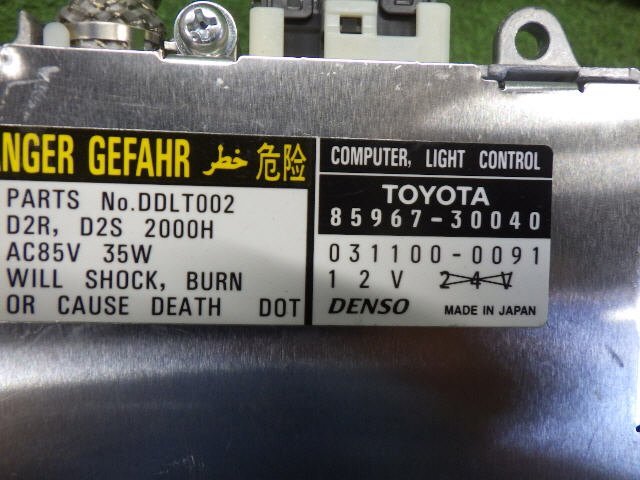 ANGER GEFAHR خطر 危险
PARTS No.DDLT002
D2R, D2S 2000H
AC85V 35W
WILL SHOCK, BURN
OR CAUSE DEATH DOT
COMPUTER, LIGHT CONTROL
TOYOTA
85967-30040
031100-0091
12V 24V
DENSO MADE IN JAPAN